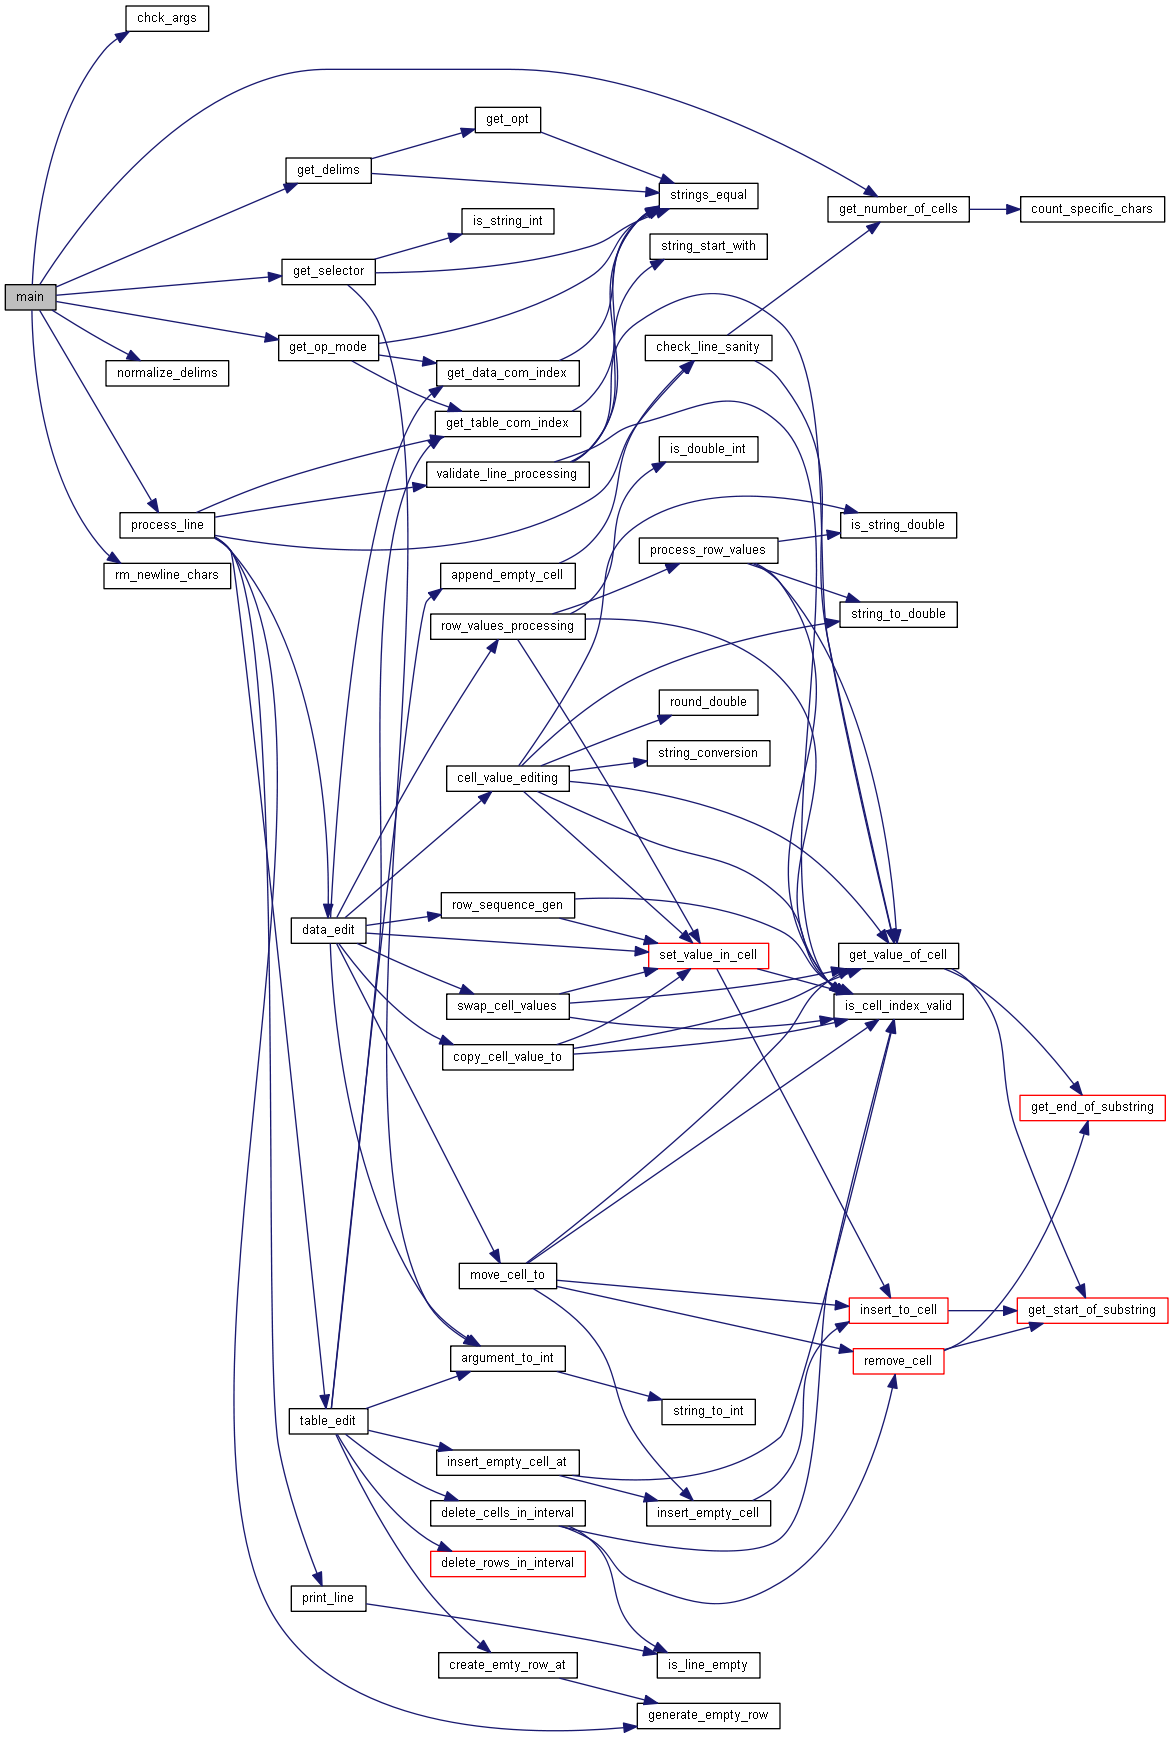 chck_args
get_opt
get_delims
strings_equal
get_number_of_cells
count_specific_chars
is_string_int
string_start_with
get_selector
main
get_op_mode
check_line_sanity
normalize_delims
get_data_com_index
get_table_com_index
is_double_int
validate_line_processing
process_line
is_string_double
process_row_values
rm_newline_chars
append_empty_cell
string_to_double
row_values_processing
round_double
string_conversion
cell_value_editing
row_sequence_gen
data_edit
set_value_in_cell
get_value_of_cell
swap_cell_values
is_cell_index_valid
copy_cell_value_to
get_end_of_substring
move_cell_to
insert_to_cell
get_start_of_substring
argument_to_int
remove_cell
string_to_int
table_edit
insert_empty_cell_at
delete_cells_in_interval
insert_empty_cell
delete_rows_in_interval
print_line
create_emty_row_at
is_line_empty
generate_empty_row